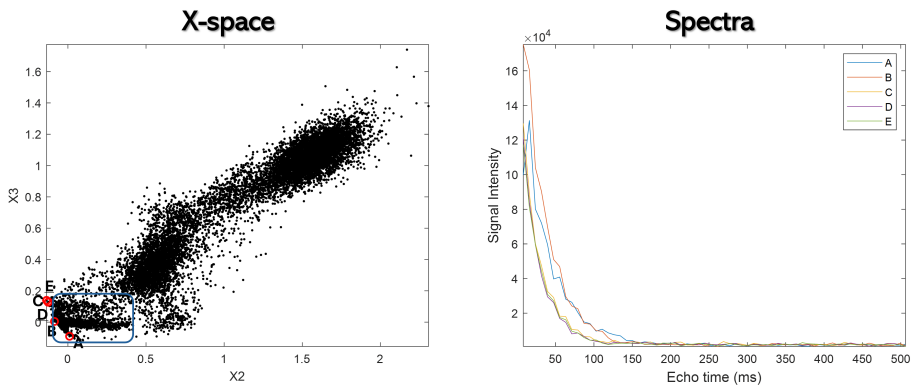 X-space
1.6
1.4
1.2
1
0.8
0.6
0.4
0.2
0
X3
E
C
D
B
A
0 0.5 1 1.5 2
X2
Spectra
×10⁴
16
14
12
10
8
6
4
2
Signal Intensity
A
B
C
D
E
50 100 150 200 250 300 350 400 450 500
Echo time (ms)